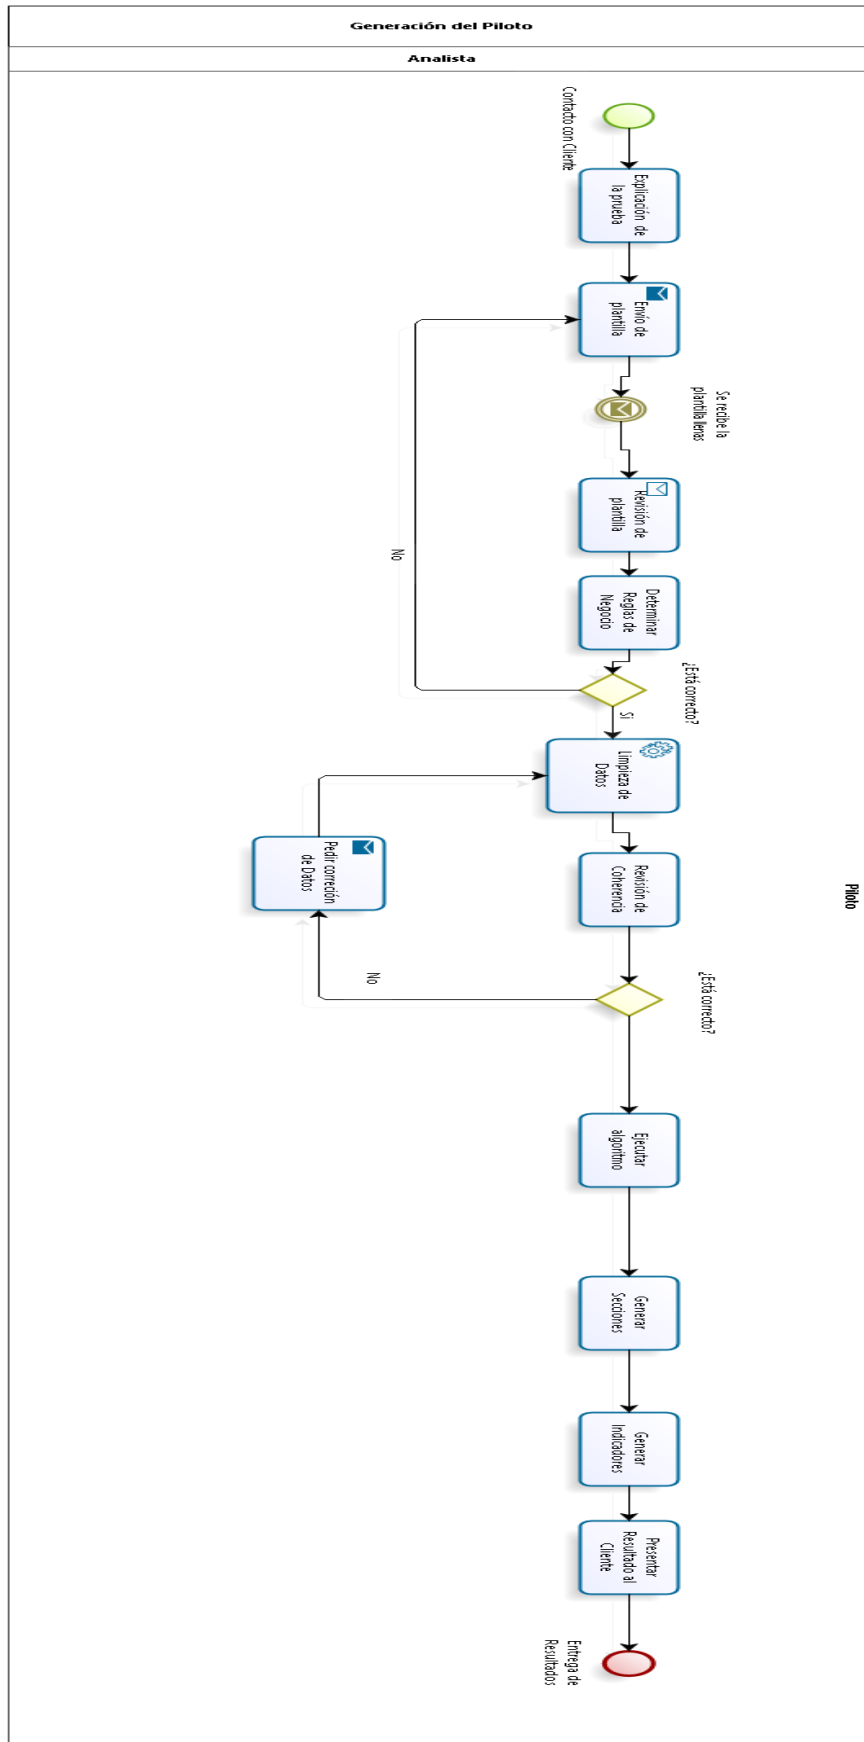 Generación del Piloto
Analista
Piloto
Contacto con Cliente
Explicación de
la prueba
Envío de
plantilla
Se recibe la
plantilla llenas
Revisión de
plantilla
Determinar
Reglas de
Negocio
¿Está correcto?
No
Si
Limpieza de
Datos
Pedir correción
de Datos
Revisión de
Coherencia
¿Está correcto?
No
Ejecutar
algoritmo
Generar
Secciones
Generar
Indicadores
Presentar
Resultado al
Cliente
Entrega de
Resultados